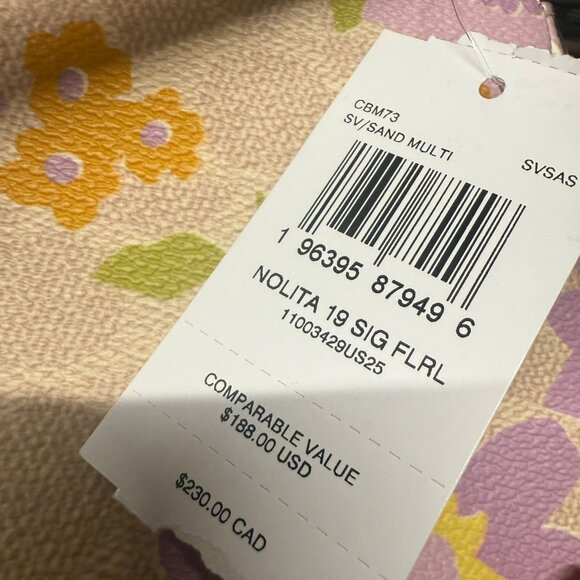 CBM73
SV/SAND MULTI SVSAS
1 96395 87949 6
NOLITA 19 SIG FLRL
11003429US25
COMPARABLE VALUE
$188.00 USD
$230.00 CAD